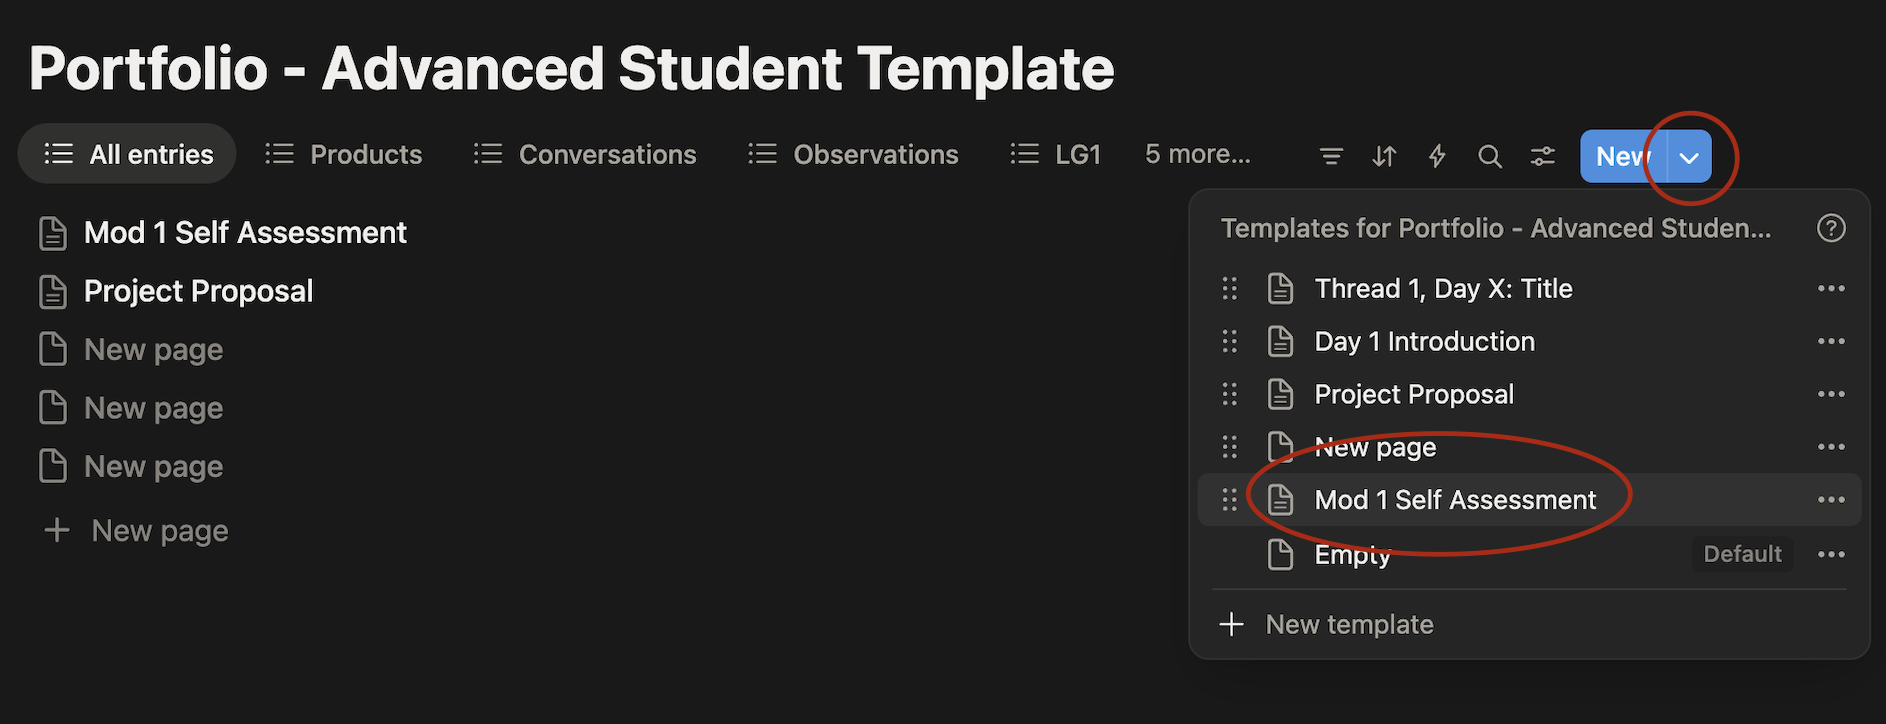 Portfolio - Advanced Student Template
All entries Products Conversations Observations LG1 5 more... New
Mod 1 Self Assessment
Project Proposal
New page
New page
New page
New page
Templates for Portfolio - Advanced Studen...
Thread 1, Day X: Title
Day 1 Introduction
Project Proposal
New page
Mod 1 Self Assessment
Empty Default
New template